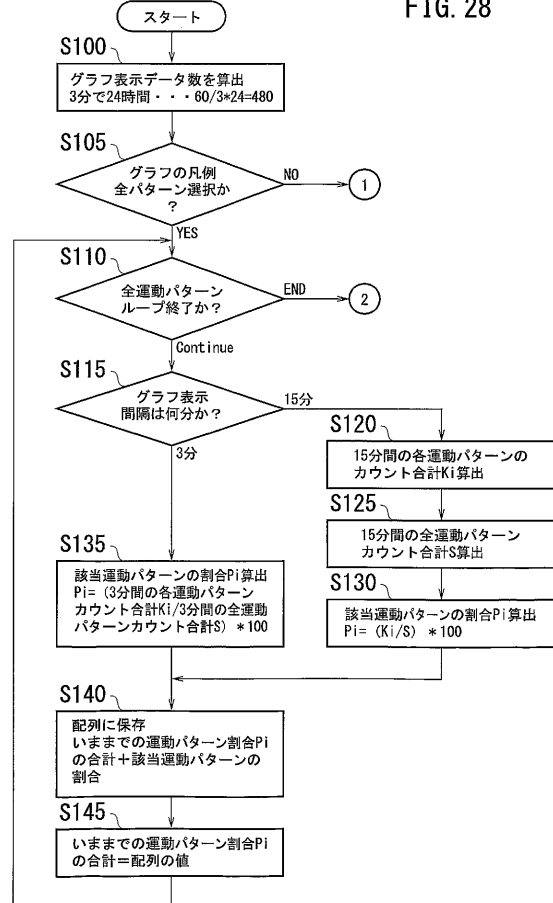 FIG. 28
スタート
S100
グラフ表示データ数を算出
3分で24時間・・・60/3*24=480
S105
グラフの凡例
全パターン選択か
?
NO
1
YES
S110
全運動パターン
ループ終了か?
END
2
Continue
S115
グラフ表示
間隔は何分か?
15分
3分
S120
15分間の各運動パターンの
カウント合計Ki算出
S125
15分間の全運動パターン
カウント合計S算出
S130
該当運動パターンの割合Pi算出
Pi= (Ki/S) *100
S135
該当運動パターンの割合Pi算出
Pi= (3分間の各運動パターン
カウント合計Ki/3分間の全運動
パターンカウント合計S) *100
S140
配列に保存
いままでの運動パターン割合Pi
の合計+該当運動パターンの
割合
S145
いままでの運動パターン割合Pi
の合計=配列の値